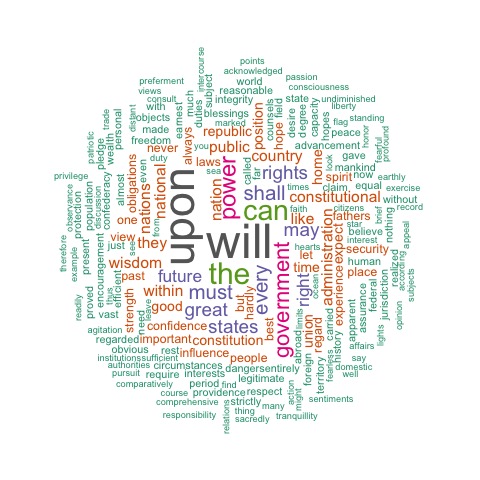 upon
will
the
can
government
power
shall
must
great
states
every
may
rights
right
future
country
public
republic
nation
nations
national
constitutional
constitution
administration
experience
expect
union
regard
territory
foreign
abroad
history
carried
people
best
hardly
but
let
time
like
home
spirit
hope
position
laws
you
always
never
they
obligations
one
view
wisdom
past
within
good
strength
confidence
important
influence
dangers
entirely
place
security
fathers
points
acknowledged
passion
consciousness
world
reasonable
intercourse
subject
integrity
blessings
marked
much
duties
earnest
preferment
views
consult
with
objects
made
freedom
duty
even
from
almost
confederacy
wealth
personal
distant
trade
pledge
patriotic
privilege
protection
population
discussion
observance
encouragement
just
see
present
example
therefore
proved
thus
efficient
readily
vast
agitation
need
leave
regarded
obvious
rest
institutions
sufficient
authorities
circumstances
pursuit
require
interests
comparatively
period
find
legitimate
course
providence
respect
comprehensive
strictly
action
might
responsibility
thing
many
sacredly
relations
tranquillity
sentiments
domestic
fearless
limits
well
say
affairs
lights
apparent
assurance
federal
jurisdiction
opinion
subjects
according
appeal
realized
brief
human
interest
believe
star
without
record
citizens
faith
times
hearts
ocean
claim
equal
exercise
now
earthly
look
mankind
gave
advancement
fearful
profound
honor
peace
hopes
flag
standing
liberty
capacity
undiminished
degree
desire
state
field
counsels
called
far
sea